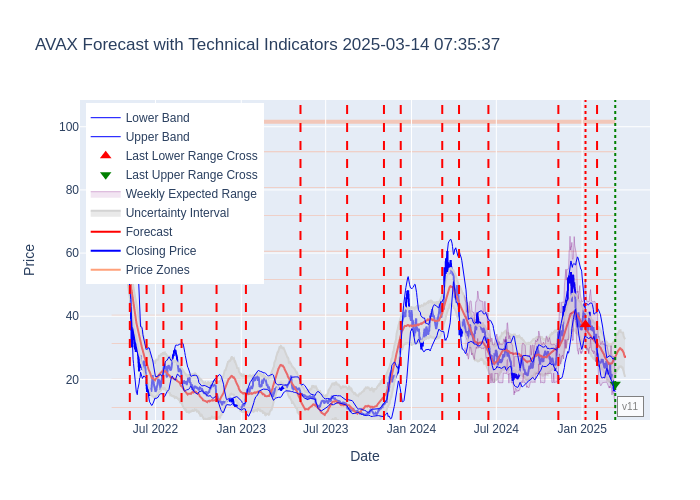 AVAX Forecast with Technical Indicators 2025-03-14 07:35:37
Lower Band
Upper Band
Last Lower Range Cross
Last Upper Range Cross
Weekly Expected Range
Uncertainty Interval
Forecast
Closing Price
Price Zones
100
80
60
40
20
Price
Jul 2022
Jan 2023
Jul 2023
Jan 2024
Jul 2024
Jan 2025
Date
v11